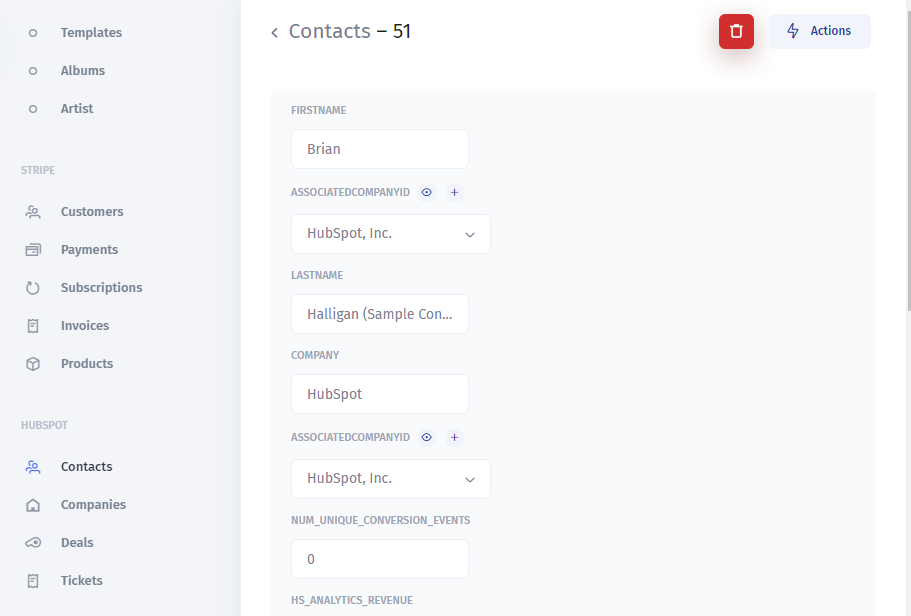 Templates
Albums
Artist
STRIPE
Customers
Payments
Subscriptions
Invoices
Products
HUBSPOT
Contacts
Companies
Deals
Tickets
Contacts – 51
Actions
FIRSTNAME
Brian
ASSOCIATEDCOMPANYID
HubSpot, Inc.
LASTNAME
Halligan (Sample Con...
COMPANY
HubSpot
ASSOCIATEDCOMPANYID
HubSpot, Inc.
NUM_UNIQUE_CONVERSION_EVENTS
0
HS_ANALYTICS_REVENUE